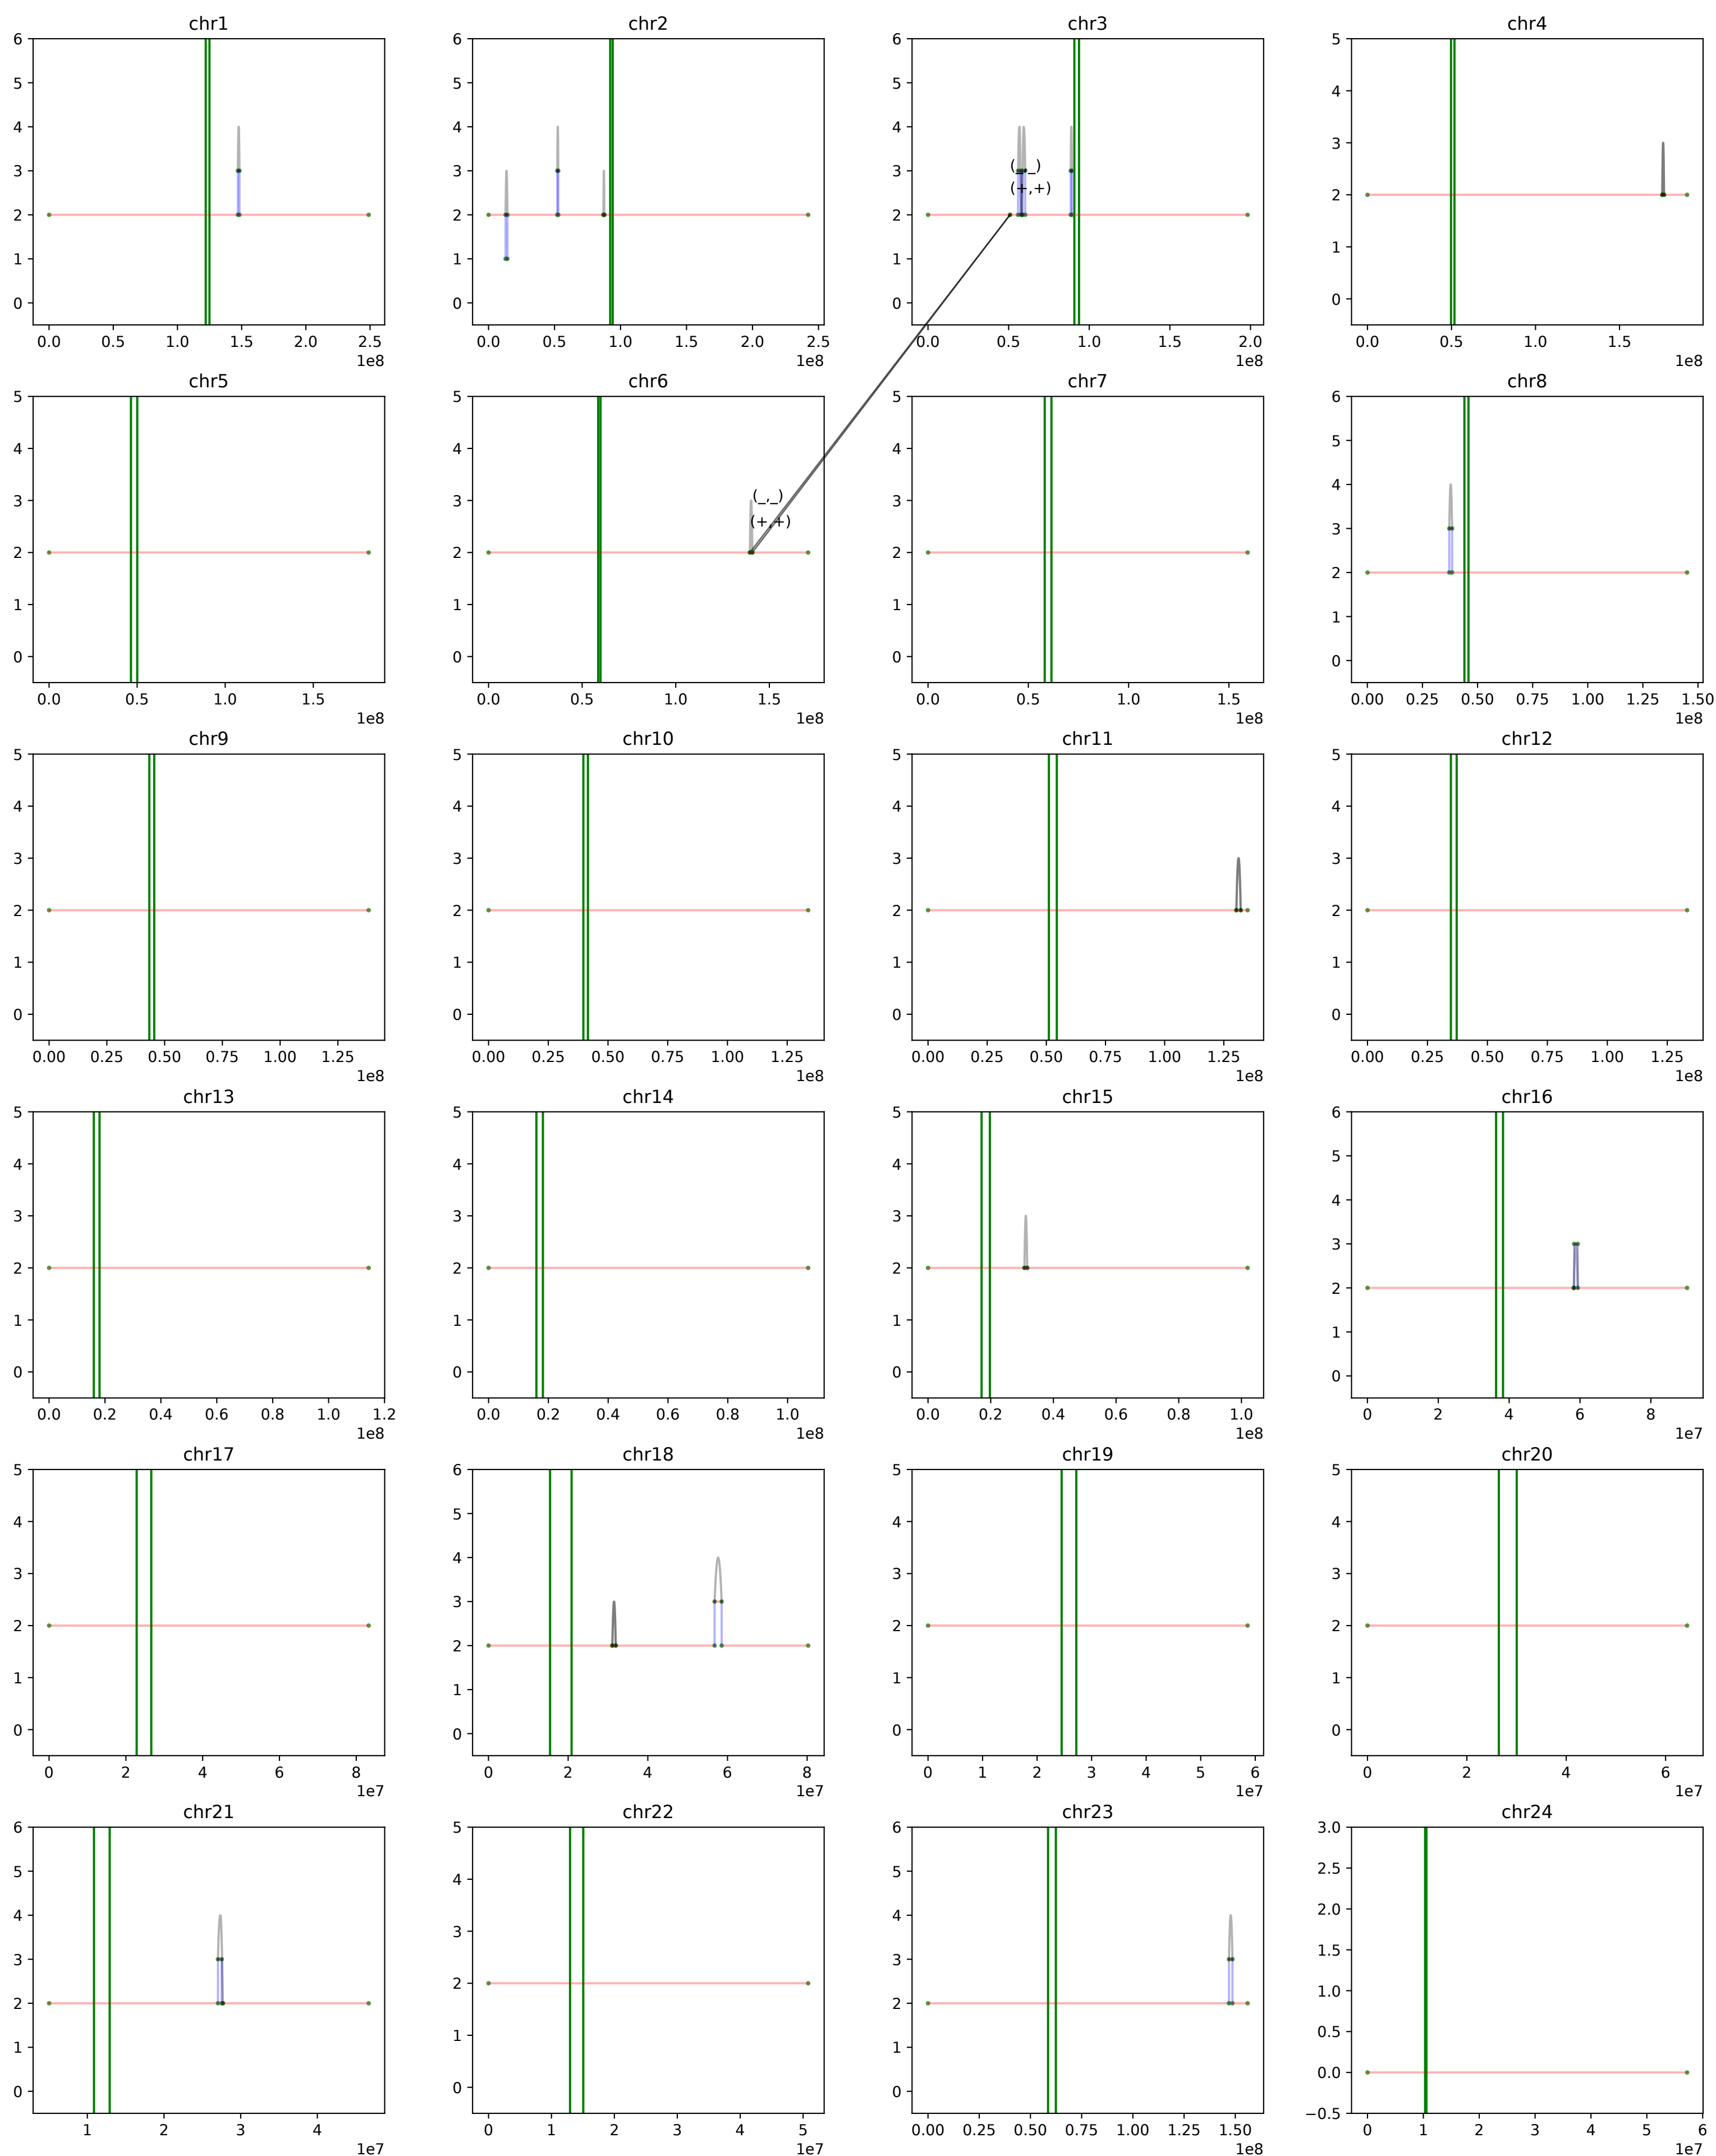 chr1 chr2 chr3 chr4
6 6 6 5
5 5 5 4
4 4 4 3
3 3 3 2
2 2 2 1
1 1 1 0
0 0 0
(_,_)
(+,+)
0.0 0.5 1.0 1.5 2.0 2.5 0.0 0.5 1.0 1.5 2.0 2.5 0.0 0.5 1.0 1.5 2.0 0.0 0.5 1.0 1.5
1e8 1e8 1e8 1e8
chr5 chr6 chr7 chr8
5 5 5 6
4 4 4 5
3 3 3 4
2 2 2 3
1 1 1 2
0 0 0 1
0
(_,_)
(+,+)
0.0 0.5 1.0 1.5 0.0 0.5 1.0 1.5 0.0 0.5 1.0 1.5 0.00 0.25 0.50 0.75 1.00 1.25 1.50
1e8 1e8 1e8 1e8
chr9 chr10 chr11 chr12
5 5 5 5
4 4 4 4
3 3 3 3
2 2 2 2
1 1 1 1
0 0 0 0
0.00 0.25 0.50 0.75 1.00 1.25 0.00 0.25 0.50 0.75 1.00 1.25 0.00 0.25 0.50 0.75 1.00 1.25 0.00 0.25 0.50 0.75 1.00 1.25
1e8 1e8 1e8 1e8
chr13 chr14 chr15 chr16
5 5 5 6
4 4 4 5
3 3 3 4
2 2 2 3
1 1 1 2
0 0 0 1
0
0.0 0.2 0.4 0.6 0.8 1.0 1.2 0.0 0.2 0.4 0.6 0.8 1.0 0.0 0.2 0.4 0.6 0.8 1.0 0 2 4 6 8
1e8 1e8 1e8 1e7
chr17 chr18 chr19 chr20
5 6 5 5
4 5 4 4
3 4 3 3
2 3 2 2
1 2 1 1
0 1 0 0
0
0 2 4 6 8 0 2 4 6 8 0 1 2 3 4 5 6 0 2 4 6
1e7 1e7 1e7 1e7
chr21 chr22 chr23 chr24
6 5 6 3.0
5 4 5 2.5
4 3 4 2.0
3 2 3 1.5
2 1 2 1.0
1 0 1 0.5
0 0 0.0
−0.5
1 2 3 4 0 1 2 3 4 5 0.00 0.25 0.50 0.75 1.00 1.25 1.50 0 1 2 3 4 5 6
1e7 1e7 1e8 1e7